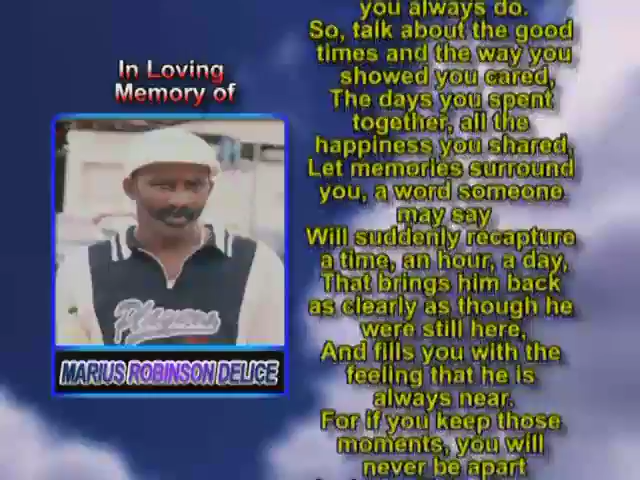 In Loving
Memory of
Players
MARIUS ROBINSON DELICE
you always do.
So, talk about the good
times and the way you
showed you cared,
The days you spent
together, all the
happiness you shared,
Let memories surround
you, a word someone
may say
Will suddenly recapture
a time, an hour, a day,
That brings him back
as clearly as though he
were still here,
And fills you with the
feeling that he is
always near.
For if you keep those
moments, you will
never be apart